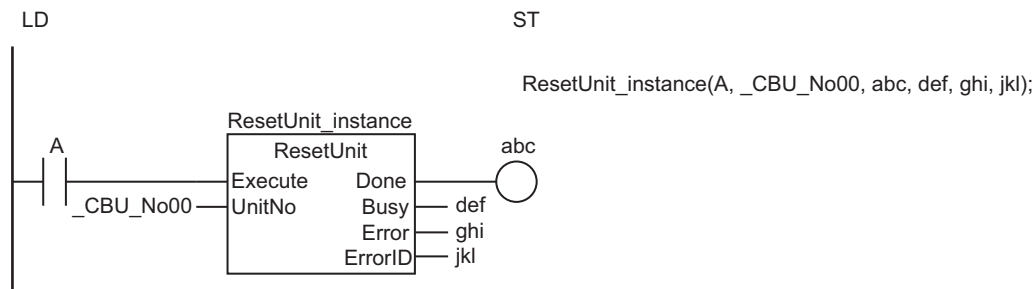 LD
ST
ResetUnit_instance(A, _CBU_No00, abc, def, ghi, jkl);
ResetUnit_instance
A
ResetUnit
abc
Execute Done
_CBU_No00 UnitNo Busy def
Error ghi
ErrorID jkl